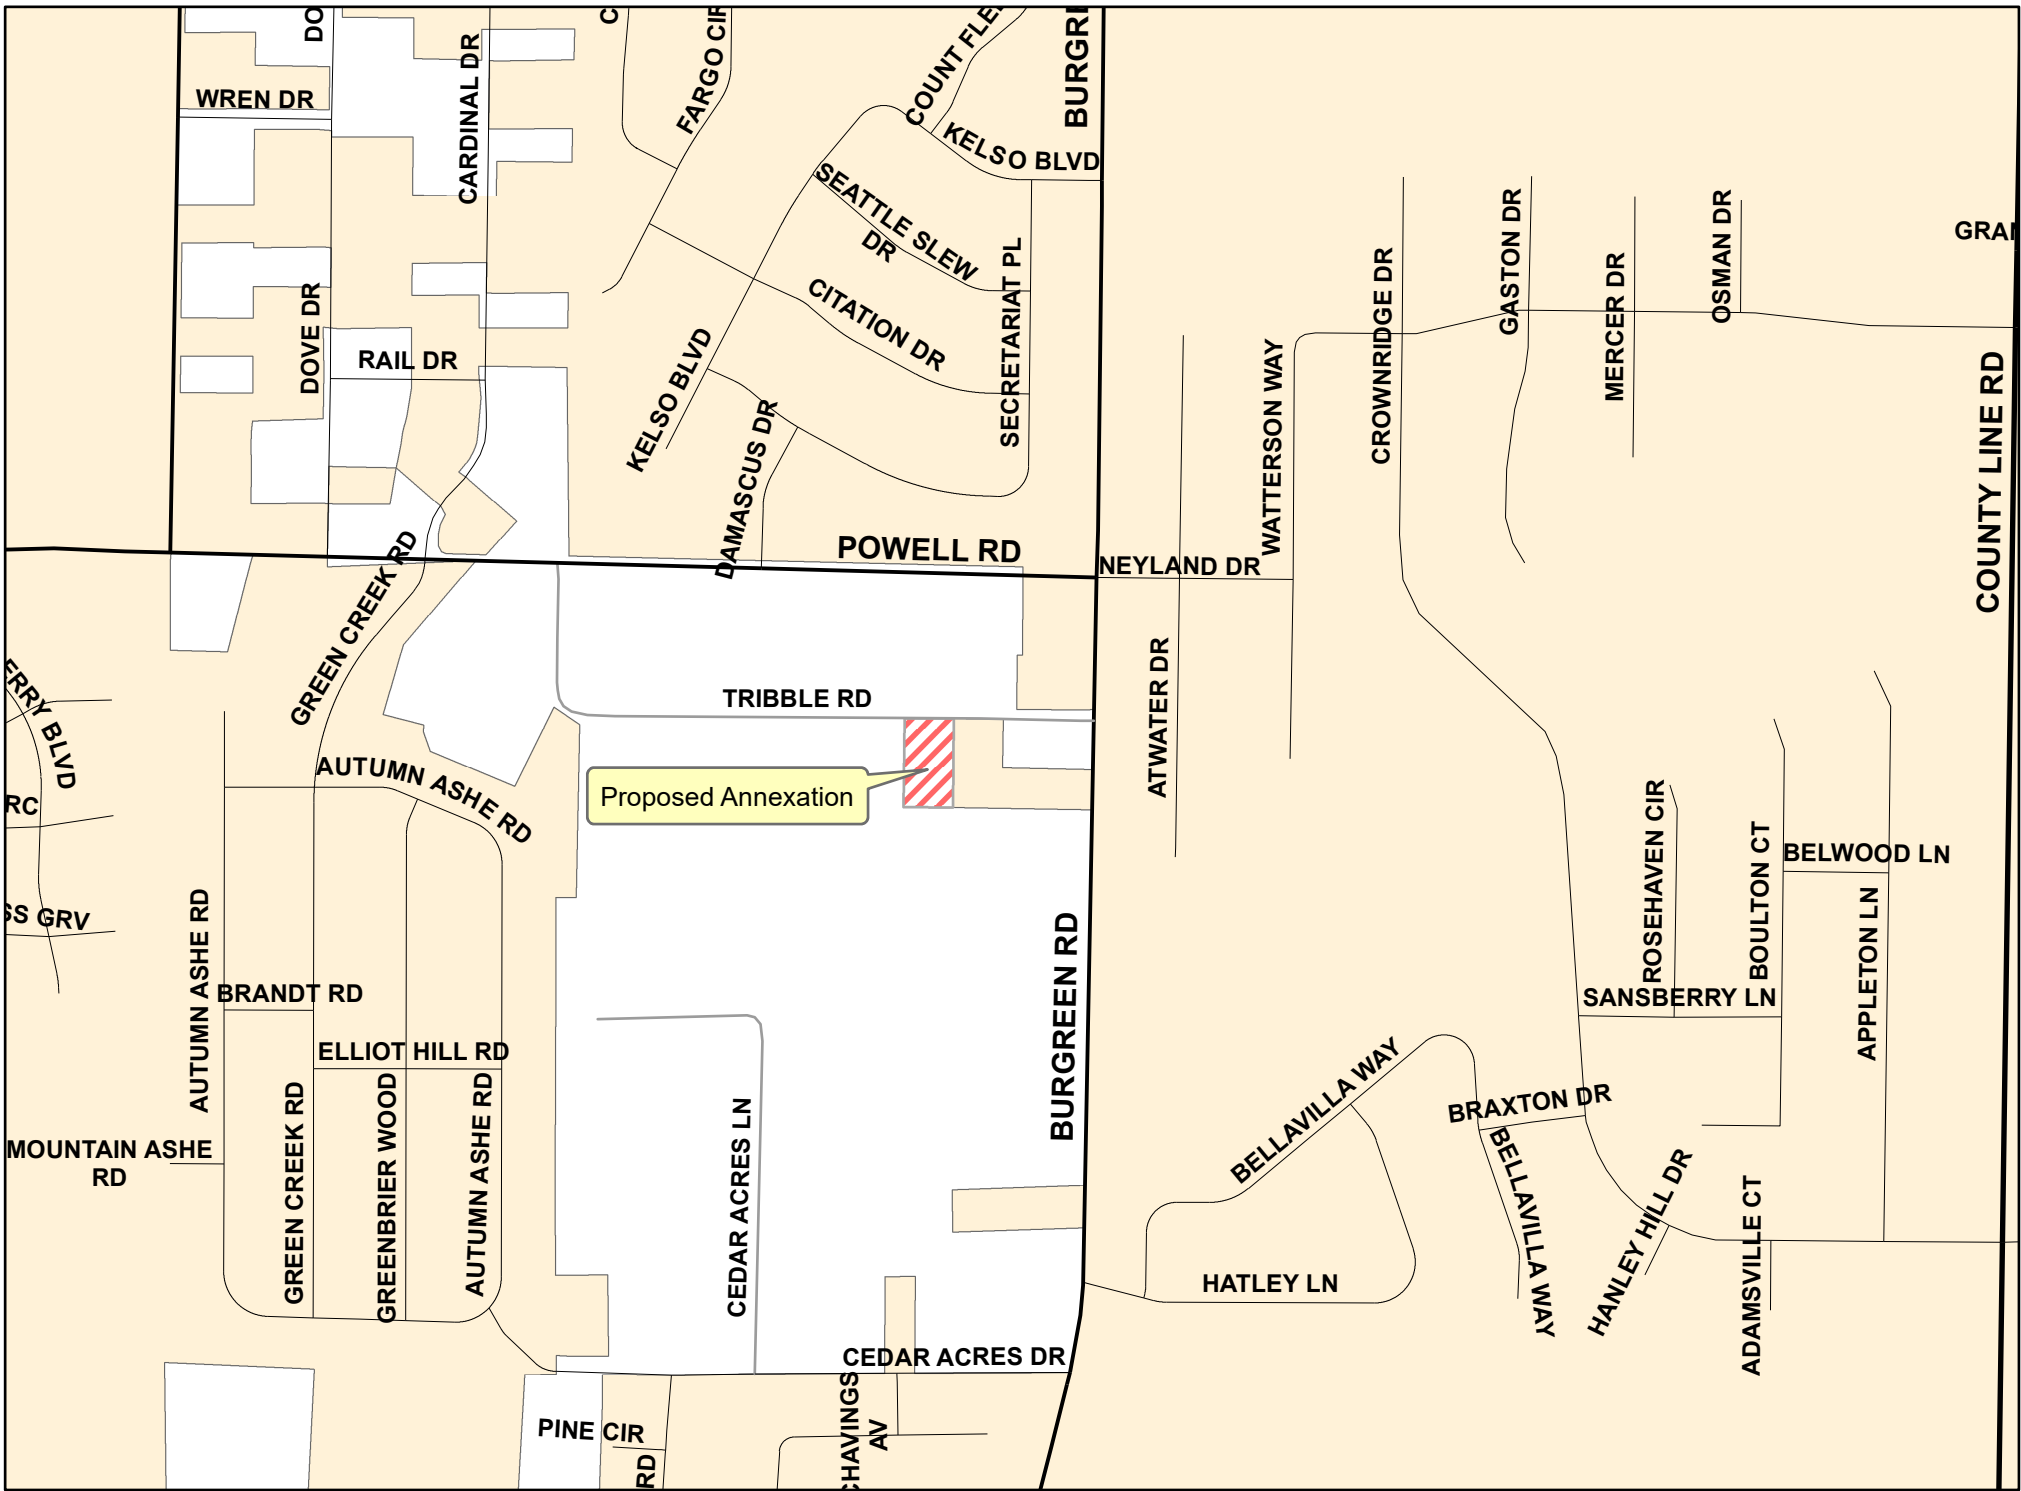 WREN DR
CARDINAL DR
FARGO CIR
KELSO BLVD
SEATTLE SLEW
DR
CITATION DR
SECRETARIAT PL
DOVE DR
RAIL DR
KELSO BLVD
DAMASCUS DR
CROWNRIDGE DR
GASTON DR
MERCER DR
OSMAN DR
WATTERSON WAY
COUNTY LINE RD
POWELL RD
NEYLAND DR
GREEN CREEK RD
TRIBBLE RD
ATWATER DR
AUTUMN ASHE RD
Proposed Annexation
BLVD
RC
GRV
AUTUMN ASHE RD
BRANDT RD
ELLIOT HILL RD
GREEN CREEK RD
GREENBRIER WOOD
AUTUMN ASHE RD
MOUNTAIN ASHE
RD
BURGREEN RD
CEDAR ACRES LN
ROSEHAVEN CIR
BOULTON CT
BELWOOD LN
APPLETON LN
SANSBERRY LN
BELLAVILLA WAY
BRAXTON DR
BELLAVILLA WAY
HANLEY HILL DR
ADAMSVILLE CT
HATLEY LN
CEDAR ACRES DR
PINE CIR
RD
CHAVINGS
AV
COUNT